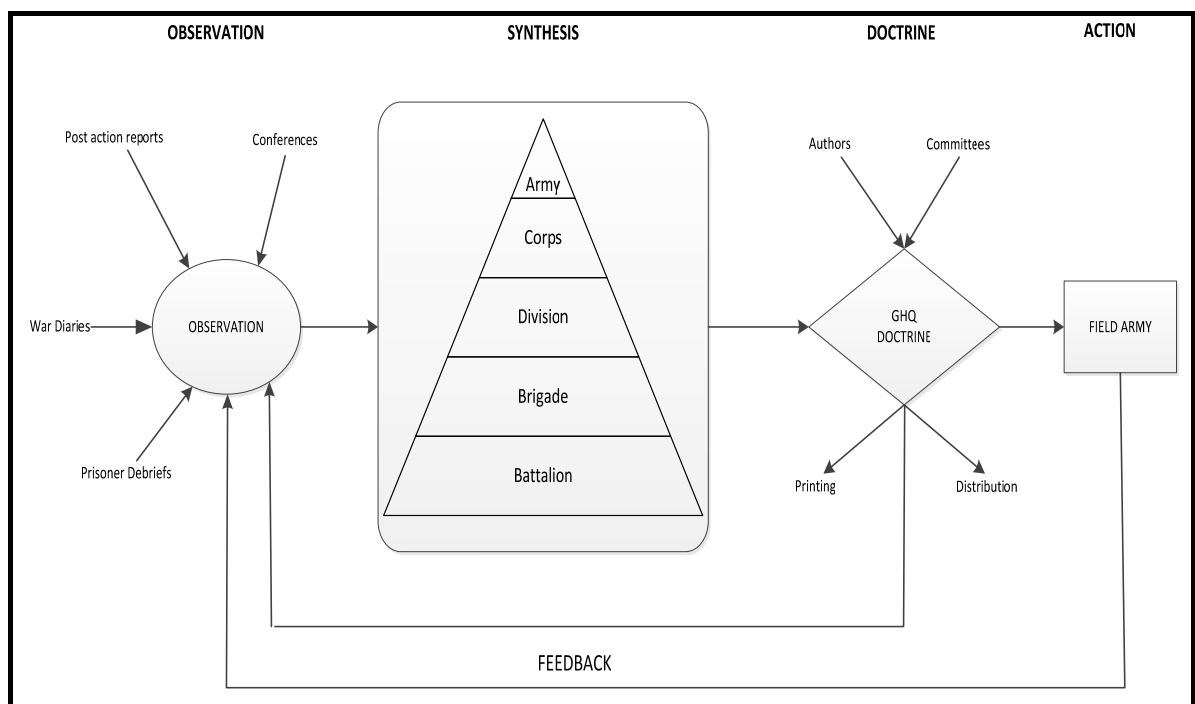 OBSERVATION
SYNTHESIS
DOCTRINE
ACTION
Post action reports
Conferences
War Diaries
OBSERVATION
Prisoner Debriefs
Army
Corps
Division
Brigade
Battalion
Authors
Committees
GHQ
DOCTRINE
Printing
Distribution
FIELD ARMY
FEEDBACK